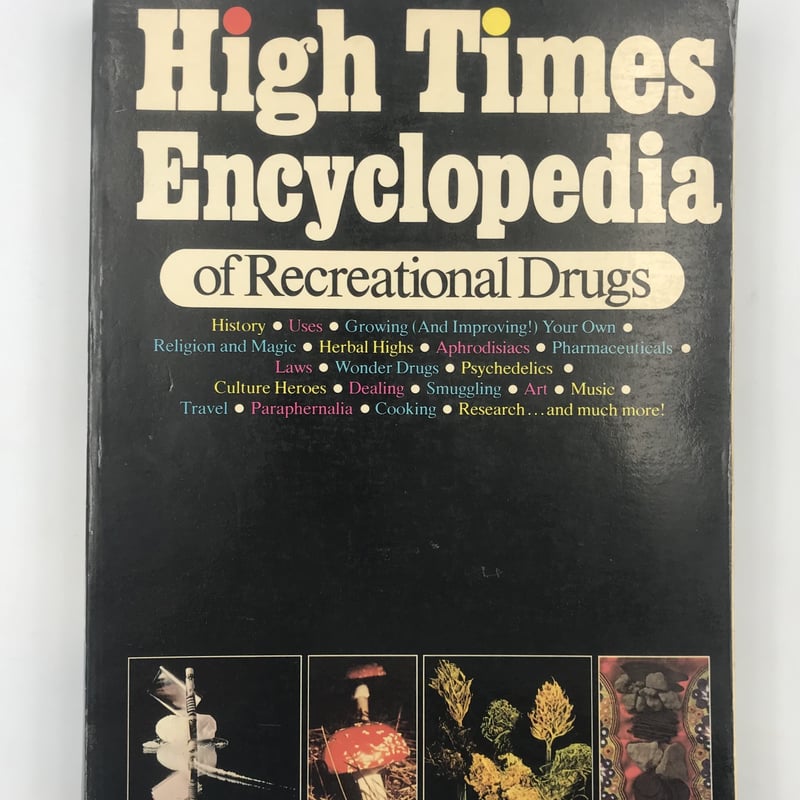 High Times
Encyclopedia
of Recreational Drugs
History ● Uses ● Growing (And Improving!) Your Own ●
Religion and Magic ● Herbal Highs ● Aphrodisiacs ● Pharmaceuticals ●
Laws ● Wonder Drugs ● Psychedelics ●
Culture Heroes ● Dealing ● Smuggling ● Art ● Music ●
Travel ● Paraphernalia ● Cooking ● Research...and much more!